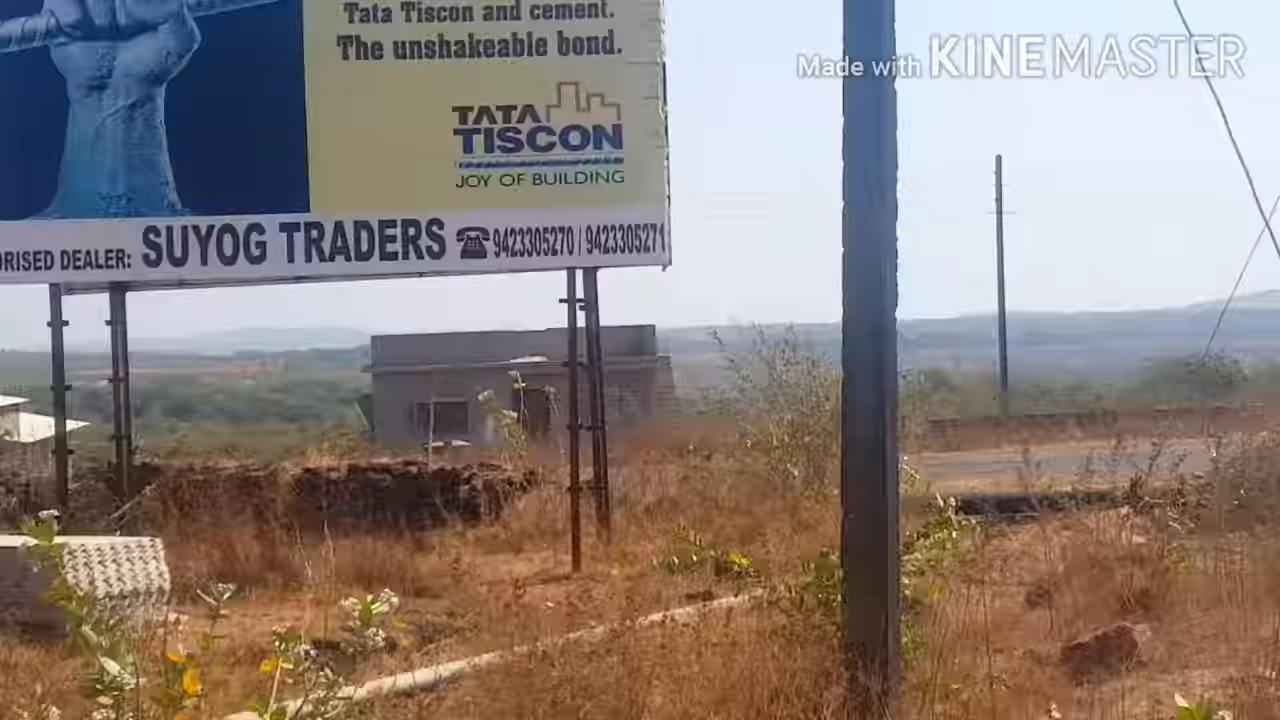 Tata Tiscon and cement.
The unshakeable bond.
Made with KINEMASTER
TATA
TISCON
JOY OF BUILDING
DEALER: SUYOG TRADERS 9423305270 | 9423305271